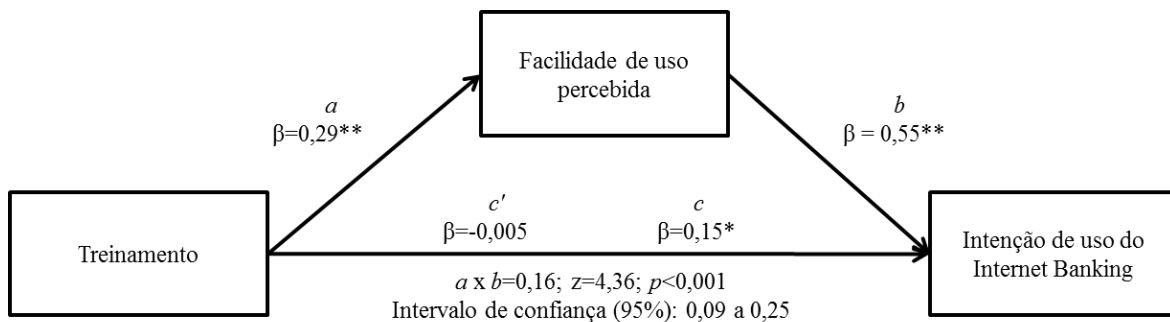 Facilidade de uso
percebida
a
β=0,29**
b
β = 0,55**
Treinamento
c'
β=-0,005
c
β=0,15*
Intenção de uso do
Internet Banking
a x b=0,16; z=4,36; p<0,001
Intervalo de confiança (95%): 0,09 a 0,25